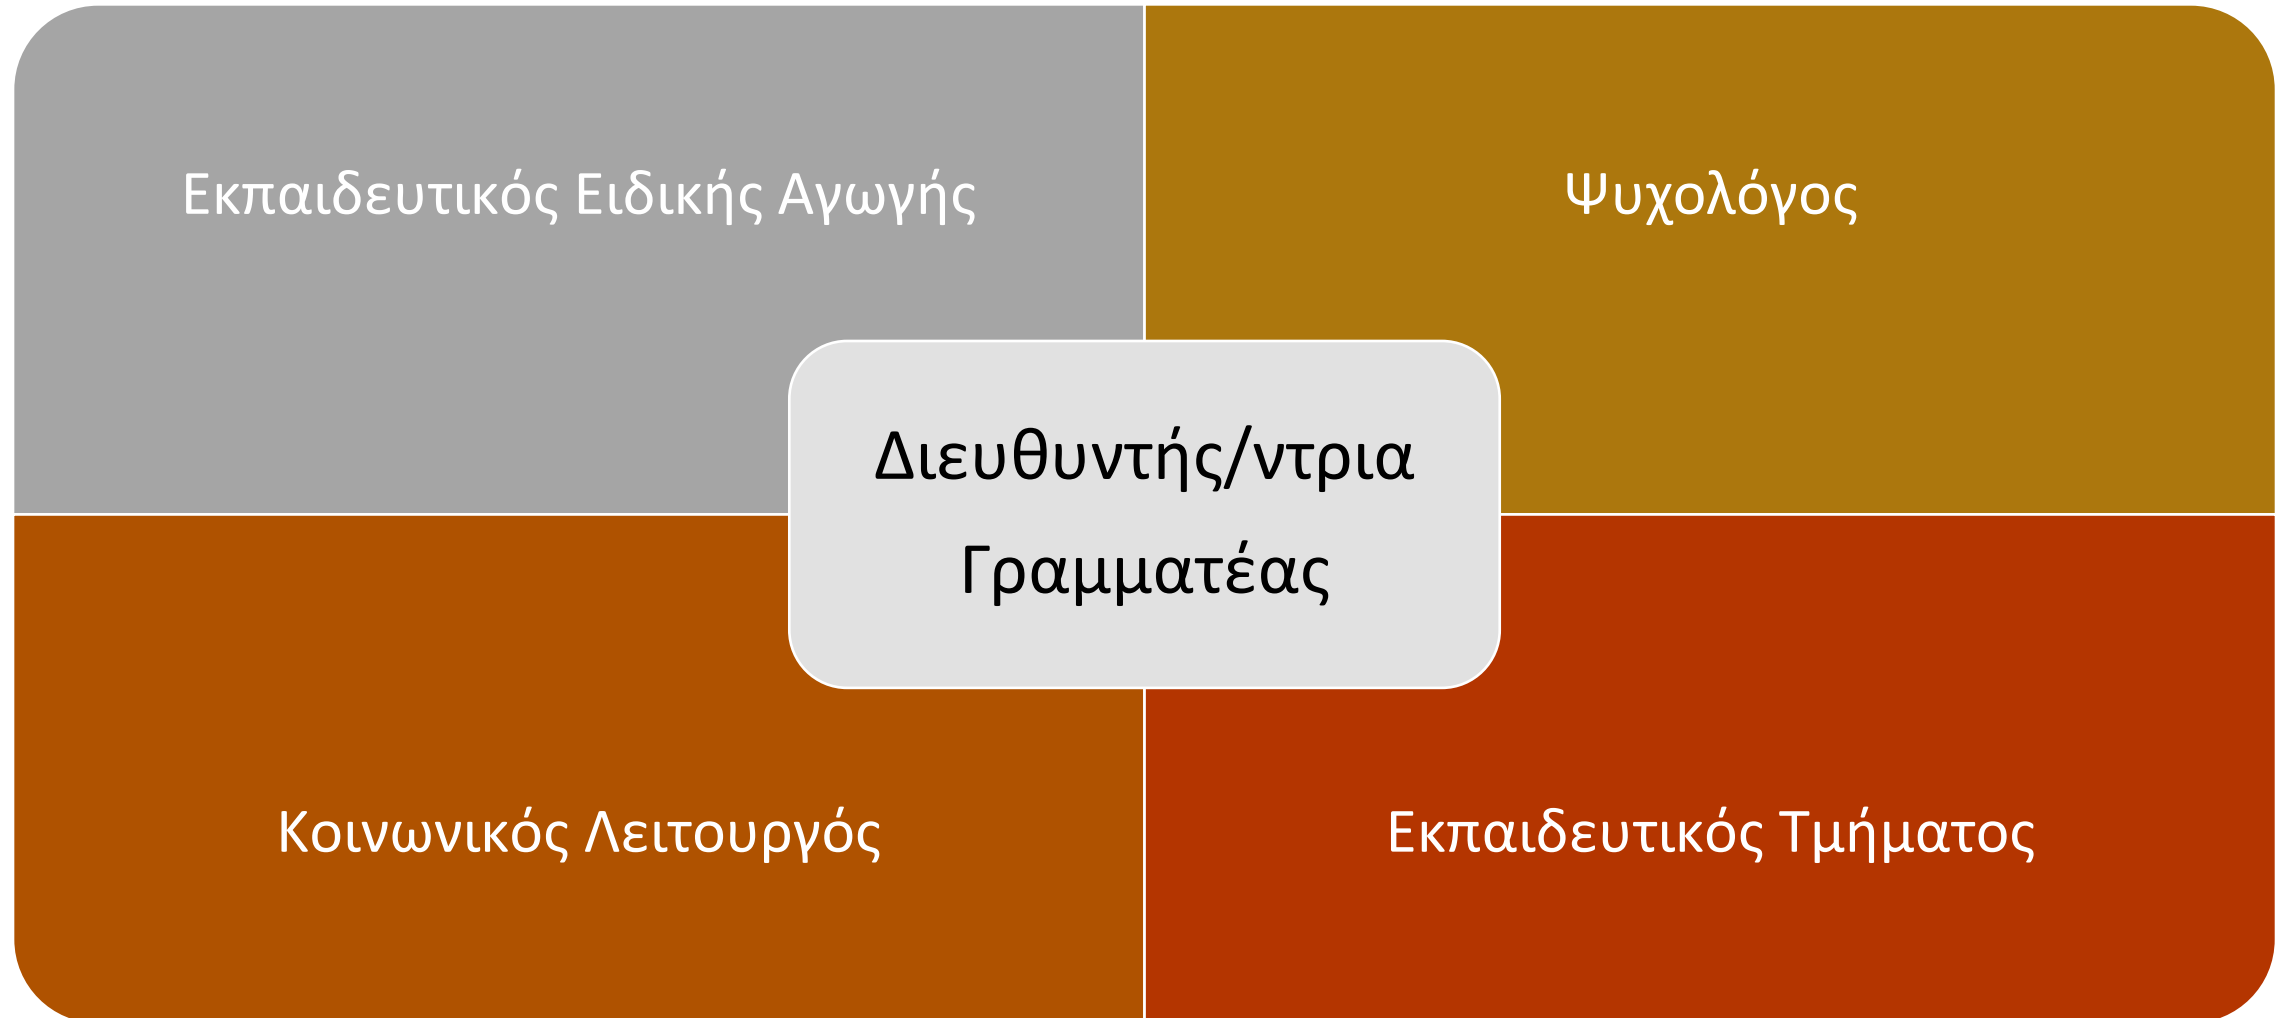 Εκπαιδευτικός Ειδικής Αγωγής
Ψυχολόγος
Διευθυντής/ντρια
Γραμματέας
Κοινωνικός Λειτουργός
Εκπαιδευτικός Τμήματος